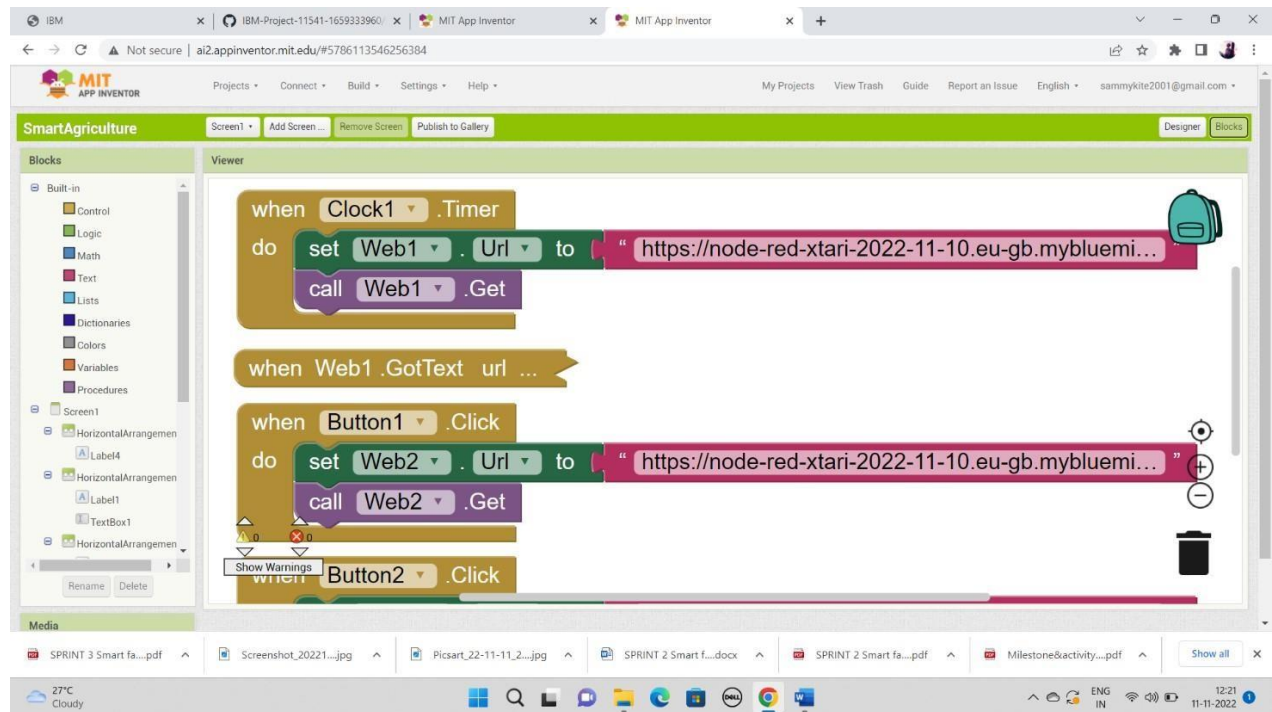 IBM
IBM-Project-11541-1659333960/
MIT App Inventor
MIT App Inventor
Not secure | ai2.appinventor.mit.edu/#5786113546256384
MIT
APP INVENTOR
Projects
Connect
Build
Settings
Help
My Projects
View Trash
Guide
Report an Issue
English
sammykite2001@gmail.com
SmartAgriculture
Screen1
Add Screen ...
Remove Screen
Publish to Gallery
Designer
Blocks
Blocks
Viewer
Built-in
Control
Logic
Math
Text
Lists
Dictionaries
Colors
Variables
Procedures
Screen1
HorizontalArrangemen
Label4
HorizontalArrangemen
Label1
TextBox1
HorizontalArrangemen
Rename
Delete
Media
when Clock1 .Timer
do set Web1 . Url to " https://node-red-xtari-2022-11-10.eu-gb.mybluemi… "
call Web1 .Get
when Web1 .GotText url ...
when Button1 .Click
do set Web2 . Url to " https://node-red-xtari-2022-11-10.eu-gb.mybluemi… "
call Web2 .Get
0 0
Show Warnings
when Button2 .Click
SPRINT 3 Smart fa....pdf
Screenshot_20221....jpg
Picsart_22-11-11_2....jpg
SPRINT 2 Smart f....docx
SPRINT 2 Smart fa....pdf
Milestone&activity....pdf
Show all
27°C
Cloudy
DELL
ENG
IN
12:21
11-11-2022
1